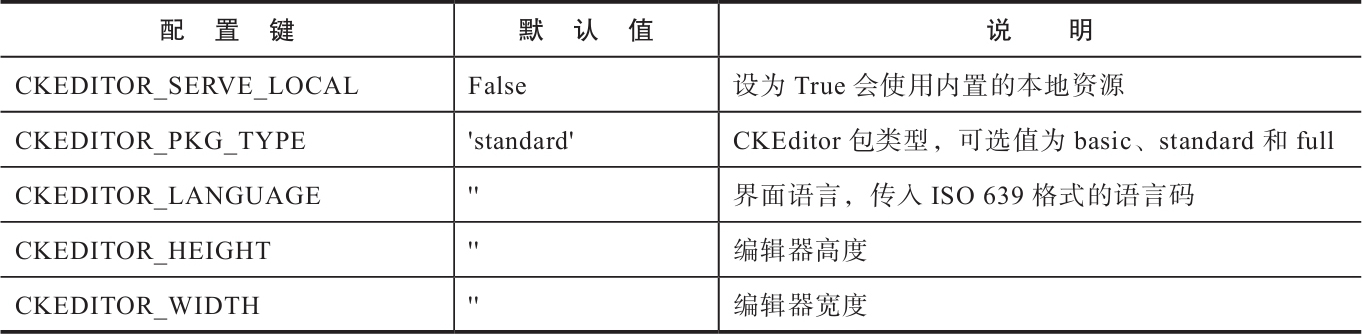 配 置 键 默 认 值 说 明
CKEDITOR_SERVE_LOCAL False 设为 True 会使用内置的本地资源
CKEDITOR_PKG_TYPE 'standard' CKEditor 包类型，可选值为 basic、standard 和 full
CKEDITOR_LANGUAGE '' 界面语言，传入 ISO 639 格式的语言码
CKEDITOR_HEIGHT '' 编辑器高度
CKEDITOR_WIDTH '' 编辑器宽度